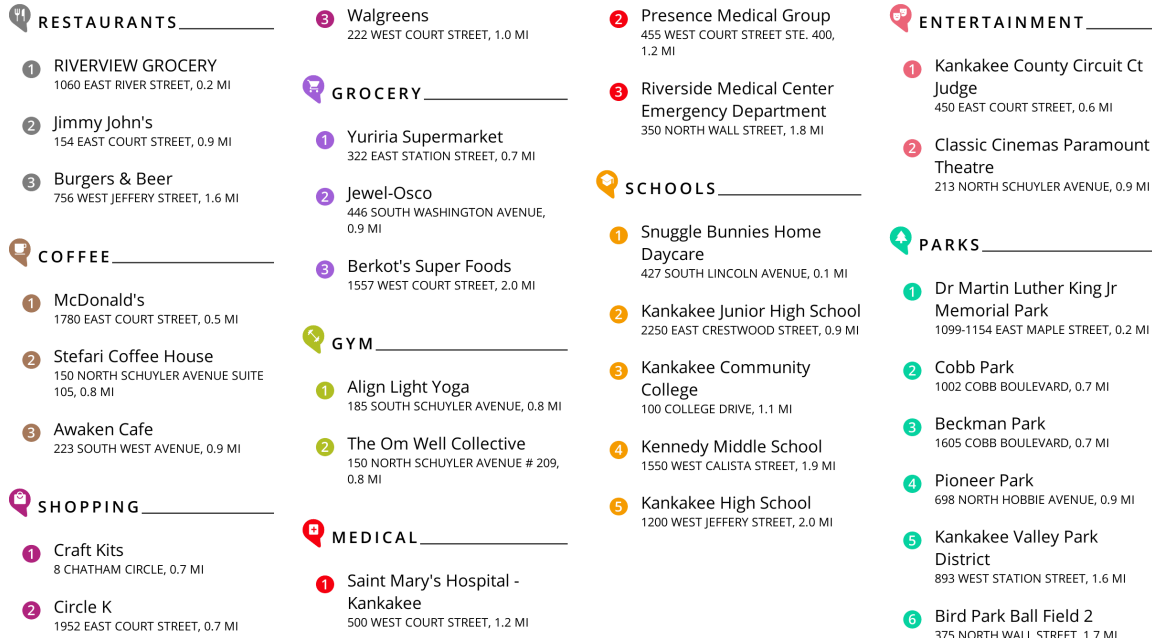 RESTAURANTS
1
RIVERVIEW GROCERY
1060 EAST RIVER STREET, 0.2 MI
2
Jimmy John's
154 EAST COURT STREET, 0.9 MI
3
Burgers & Beer
756 WEST JEFFERY STREET, 1.6 MI
COFFEE
1
McDonald's
1780 EAST COURT STREET, 0.5 MI
2
Stefari Coffee House
150 NORTH SCHUYLER AVENUE SUITE
105, 0.8 MI
3
Awaken Cafe
223 SOUTH WEST AVENUE, 0.9 MI
SHOPPING
1
Craft Kits
8 CHATHAM CIRCLE, 0.7 MI
2
Circle K
1952 EAST COURT STREET, 0.7 MI
3
Walgreens
222 WEST COURT STREET, 1.0 MI
GROCERY
1
Yuriria Supermarket
322 EAST STATION STREET, 0.7 MI
2
Jewel-Osco
446 SOUTH WASHINGTON AVENUE,
0.9 MI
3
Berkot's Super Foods
1557 WEST COURT STREET, 2.0 MI
GYM
1
Align Light Yoga
185 SOUTH SCHUYLER AVENUE, 0.8 MI
2
The Om Well Collective
150 NORTH SCHUYLER AVENUE # 209,
0.8 MI
MEDICAL
1
Saint Mary's Hospital -
Kankakee
500 WEST COURT STREET, 1.2 MI
2
Presence Medical Group
455 WEST COURT STREET STE. 400,
1.2 MI
3
Riverside Medical Center
Emergency Department
350 NORTH WALL STREET, 1.8 MI
SCHOOLS
1
Snuggle Bunnies Home
Daycare
427 SOUTH LINCOLN AVENUE, 0.1 MI
2
Kankakee Junior High School
2250 EAST CRESTWOOD STREET, 0.9 MI
3
Kankakee Community
College
100 COLLEGE DRIVE, 1.1 MI
4
Kennedy Middle School
1550 WEST CALISTA STREET, 1.9 MI
5
Kankakee High School
1200 WEST JEFFERY STREET, 2.0 MI
ENTERTAINMENT
1
Kankakee County Circuit Ct
Judge
450 EAST COURT STREET, 0.6 MI
2
Classic Cinemas Paramount
Theatre
213 NORTH SCHUYLER AVENUE, 0.9 MI
PARKS
1
Dr Martin Luther King Jr
Memorial Park
1099-1154 EAST MAPLE STREET, 0.2 MI
2
Cobb Park
1002 COBB BOULEVARD, 0.7 MI
3
Beckman Park
1605 COBB BOULEVARD, 0.7 MI
4
Pioneer Park
698 NORTH HOBBIE AVENUE, 0.9 MI
5
Kankakee Valley Park
District
893 WEST STATION STREET, 1.6 MI
6
Bird Park Ball Field 2
375 NORTH WALL STREET, 1.7 MI